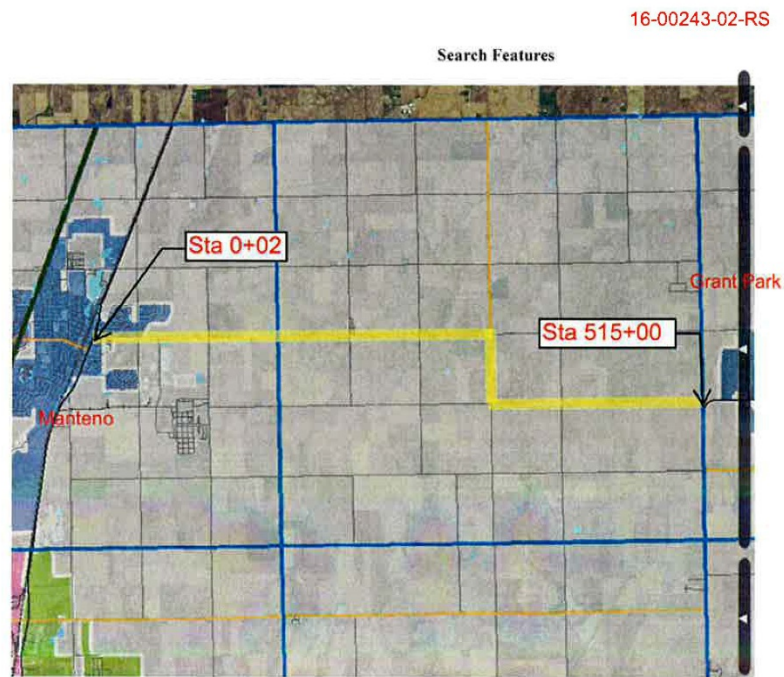 16-00243-02-RS
Search Features
Sta 0+02
Grant Park
Sta 515+00
Manteno